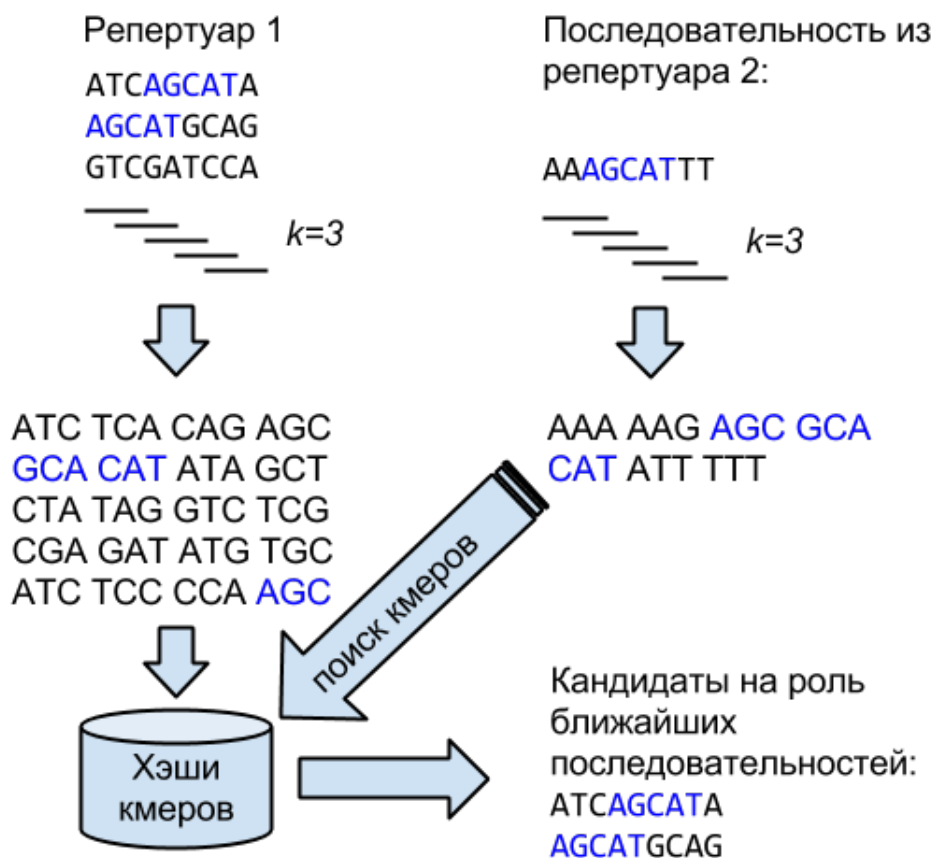 Репертуар 1
ATCAGCATA
AGCATGCAG
GTCGATCCA
k=3
Последовательность из
репертуара 2:
AAAGCATTT
k=3
ATC TCA CAG AGC
GCA CAT ATA GCT
CTA TAG GTC TCG
CGA GAT ATG TGC
ATC TCC CCA AGC
AAA AAG AGC GCA
CAT ATT TTT
поиск кмеров
Хэши
кмеров
Кандидаты на роль
ближайших
последовательностей:
ATCAGCATA
AGCATGCAG